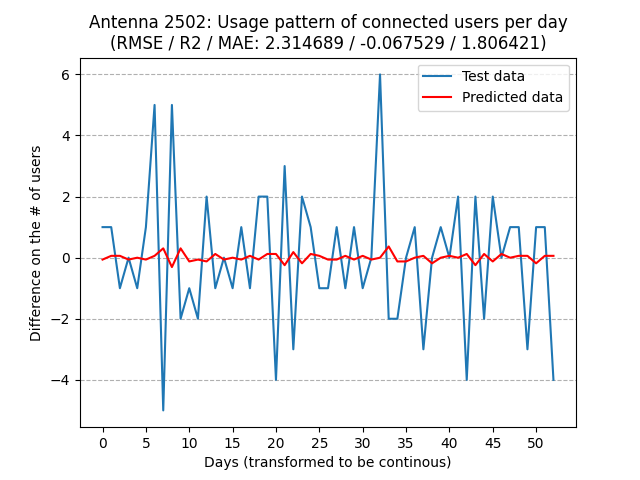 Antenna 2502: Usage pattern of connected users per day
(RMSE / R2 / MAE: 2.314689 / -0.067529 / 1.806421)
Test data
Predicted data
Difference on the # of users
6
4
2
0
−2
−4
0 5 10 15 20 25 30 35 40 45 50
Days (transformed to be continous)